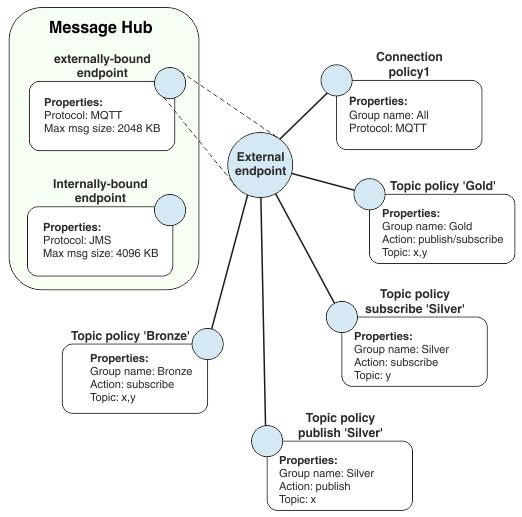 Message Hub
externally-bound
endpoint
Properties:
Protocol: MQTT
Max msg size: 2048 KB
Internally-bound
endpoint
Properties:
Protocol: JMS
Max msg size: 4096 KB
External
endpoint
Connection
policy1
Properties:
Group name: All
Protocol: MQTT
Topic policy 'Gold'
Properties:
Group name: Gold
Action: publish/subscribe
Topic: x,y
Topic policy
subscribe 'Silver'
Properties:
Group name: Silver
Action: subscribe
Topic: y
Topic policy 'Bronze'
Properties:
Group name: Bronze
Action: subscribe
Topic: x,y
Topic policy
publish 'Silver'
Properties:
Group name: Silver
Action: publish
Topic: x